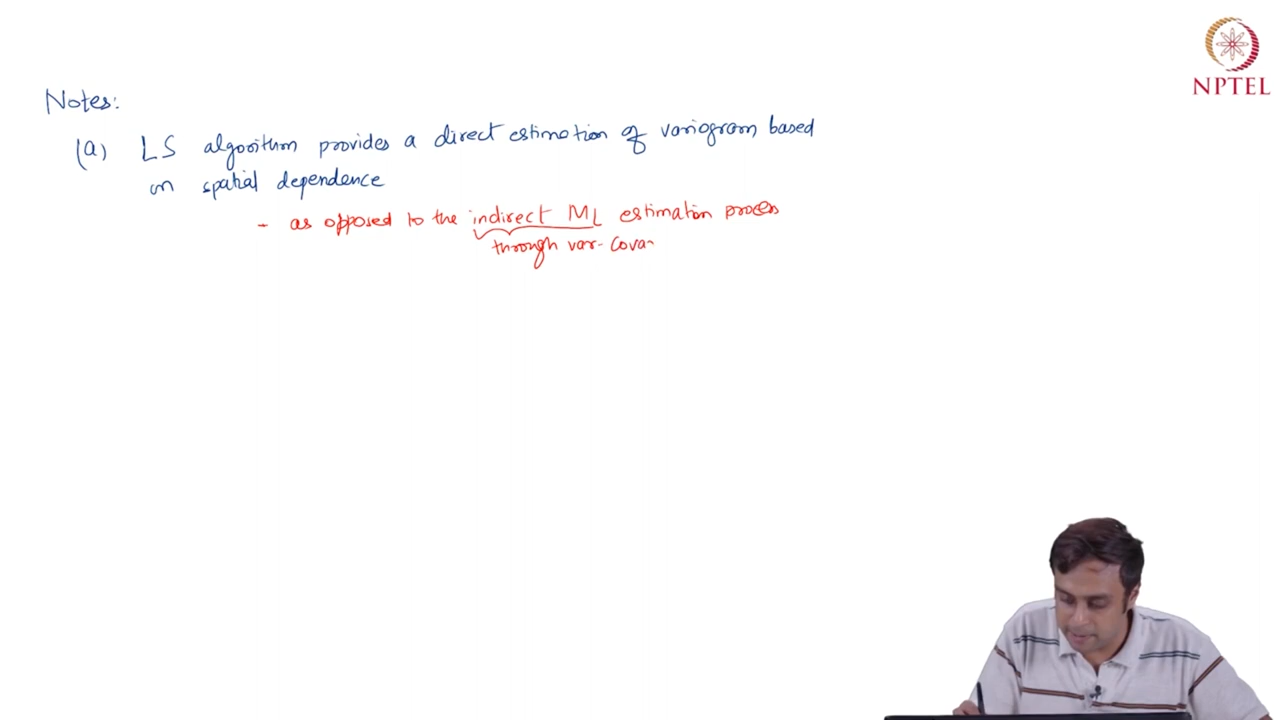 NPTEL
Notes:
(a) LS algorithm provides a direct estimation of variogram based
on spatial dependence
- as opposed to the indirect ML estimation process
through var- Cova